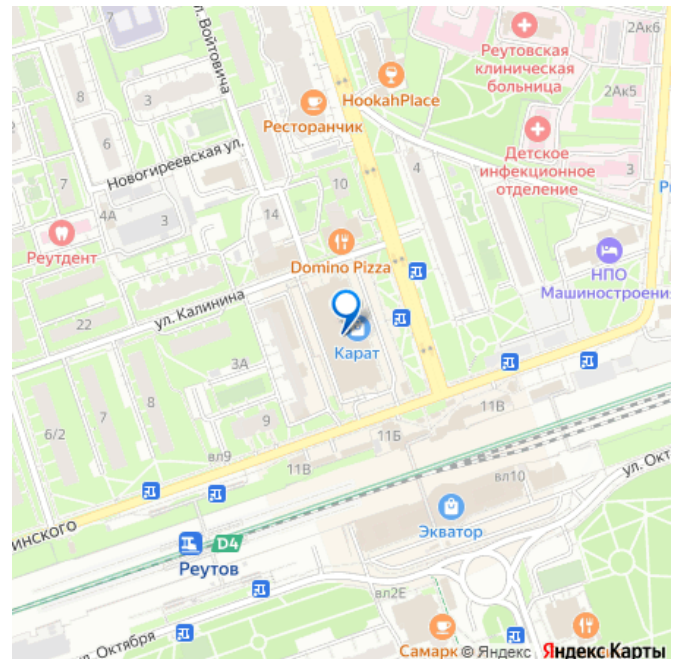 7
2Ак6
ул. Войтовича
Реутовская
клиническая
больница
8
3
HookahPlace
2Ак5
Ресторанчик
6
Новогиреевская ул.
Детское
инфекционное
отделение
4
3
7
10
4А
3
14
Реутдент
Domino Pizza
НПО
Машиностроения
ул. Калинина
22
Карат
3А
7
8
6/2
9
11Б
11В
вл9
11В
вл10
ул. Окт
инского
Экватор
D4
Реутов
вл2Е
ул. Октября
Самарк
© Яндекс Яндекс Карты